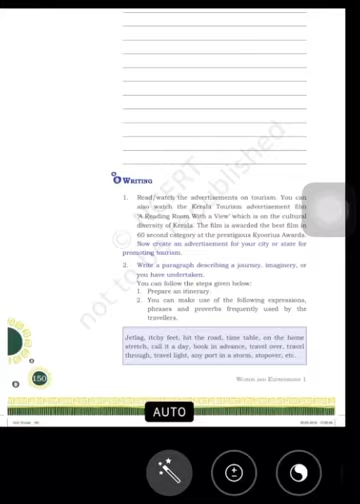 WRITING
1. Read/watch the advertisements on tourism. You can
also watch the Kerala Tourism advertisement film
'A Reading Room With a View' which is on the cultural
diversity of Kerala. The film is awarded the best film in
60 second category at the prestigious Kyoorius Awards.
Now create an advertisement for your city or state for
promoting tourism.
2. Write a paragraph describing a journey, imaginery, or
you have undertaken.
You can follow the steps given below:
1. Prepare an itinerary
2. You can make use of the following expressions,
phrases and proverbs frequently used by the
travellers.
Jetlag, itchy feet, hit the road, time table, on the home
stretch, call it a day, book in advance, travel over, travel
through, travel light, any port in a storm, stopover, etc.
150
WORDS AND EXPRESSIONS 1
© NCERT
not to be republished
AUTO